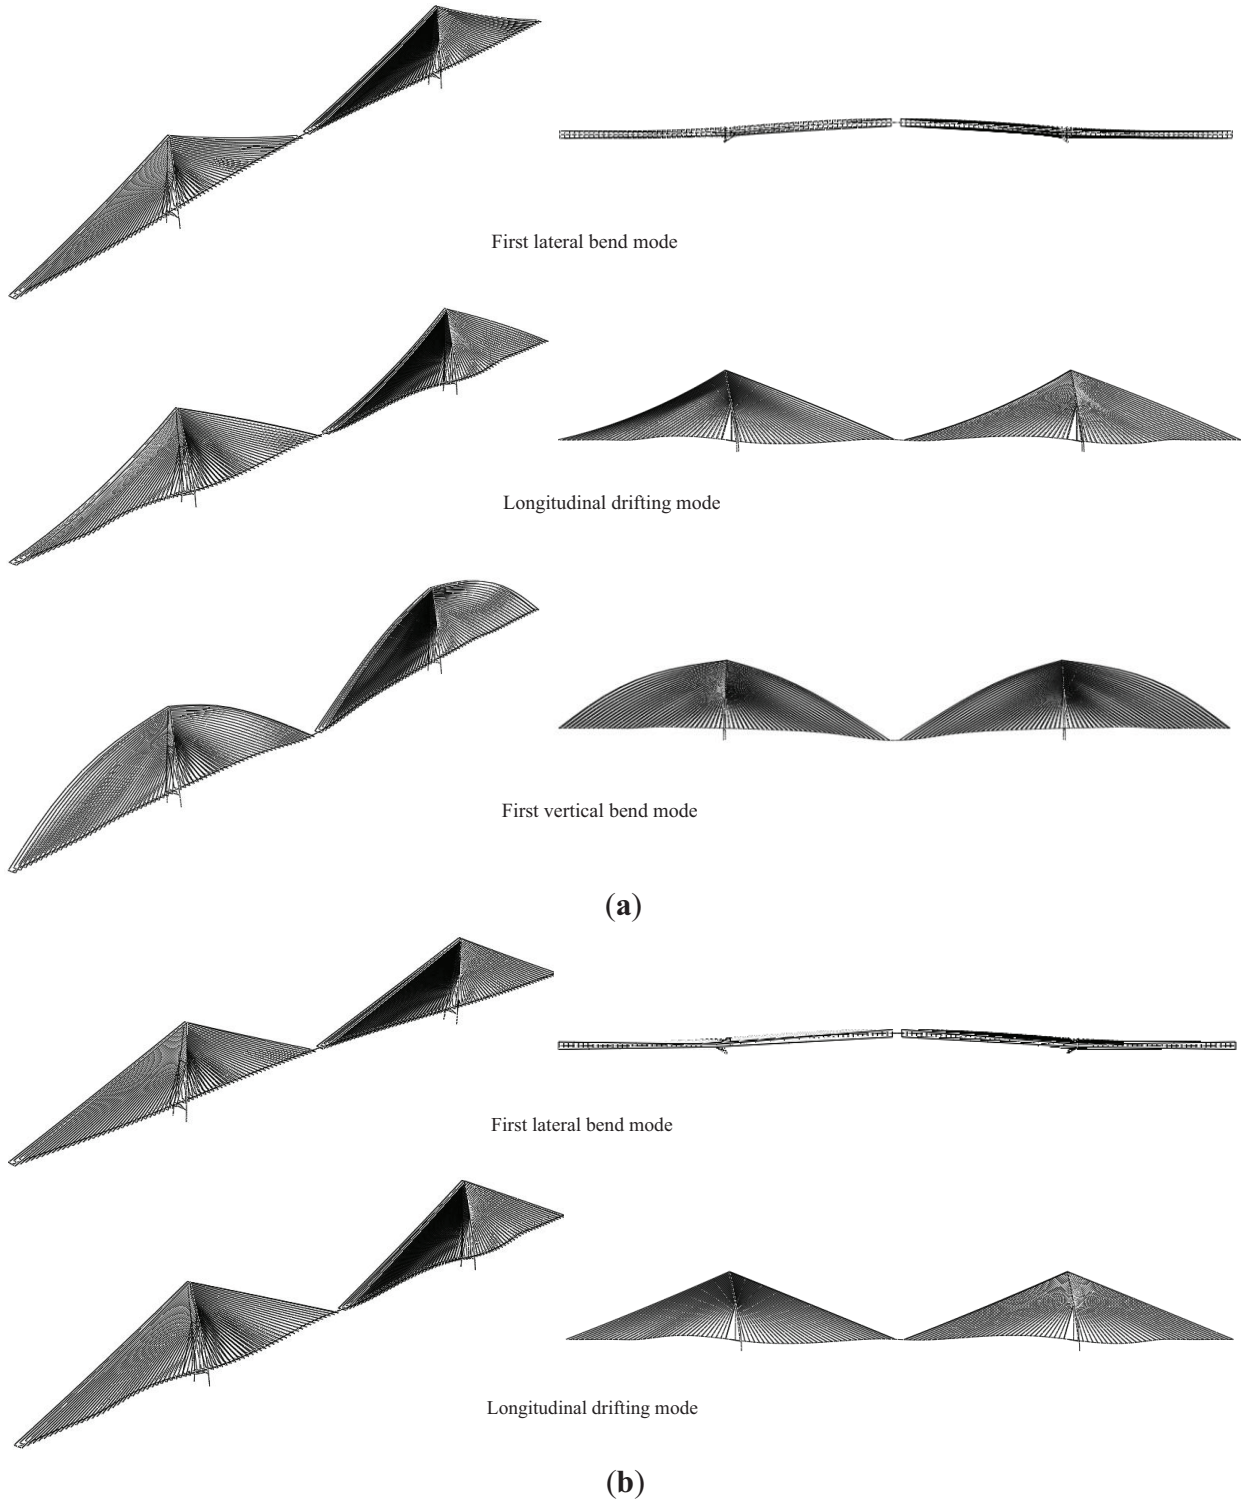 First lateral bend mode
Longitudinal drifting mode
First vertical bend mode
(a)
First lateral bend mode
Longitudinal drifting mode
(b)